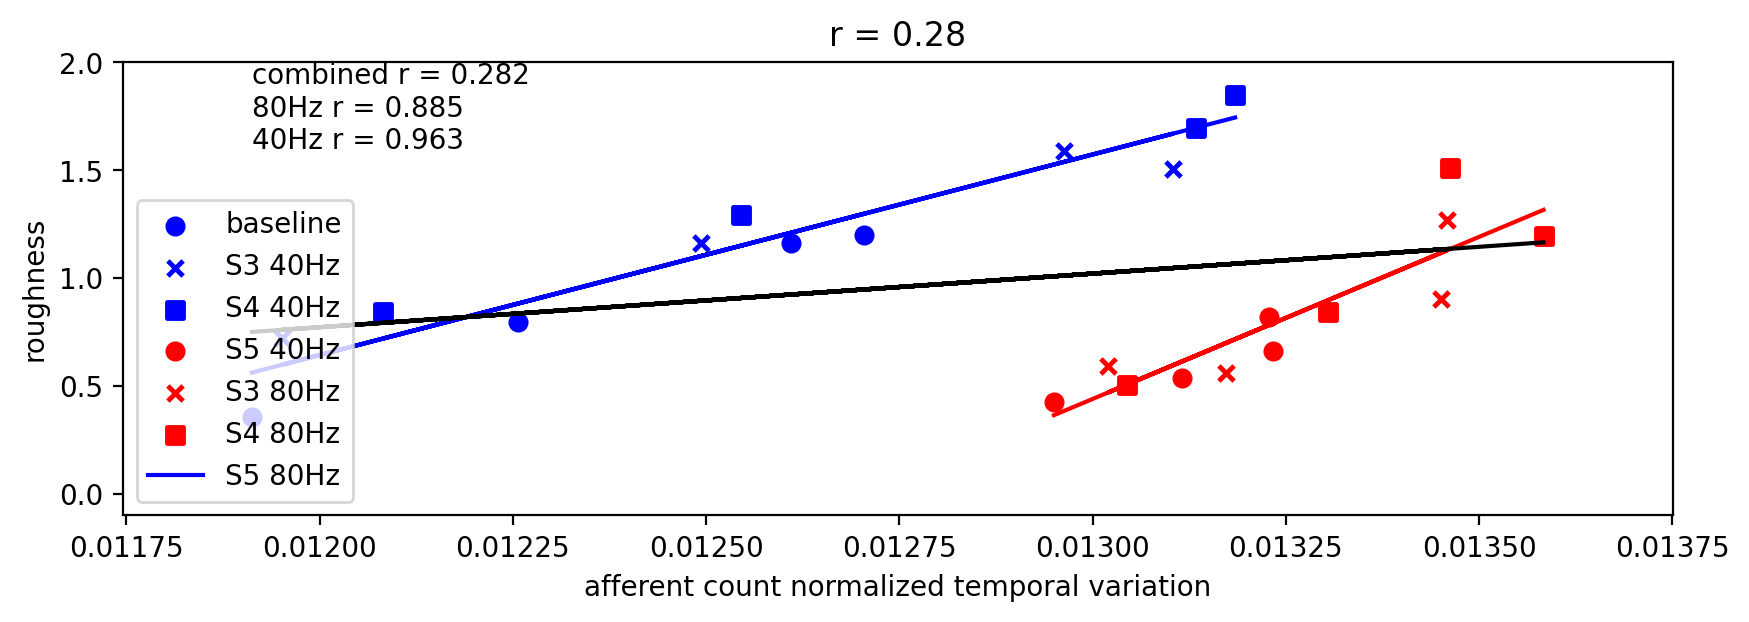 r = 0.28
combined r = 0.282
80Hz r = 0.885
40Hz r = 0.963
2.0
1.5
1.0
0.5
0.0
roughness
baseline
S3 40Hz
S4 40Hz
S5 40Hz
S3 80Hz
S4 80Hz
S5 80Hz
0.01175 0.01200 0.01225 0.01250 0.01275 0.01300 0.01325 0.01350 0.01375
afferent count normalized temporal variation